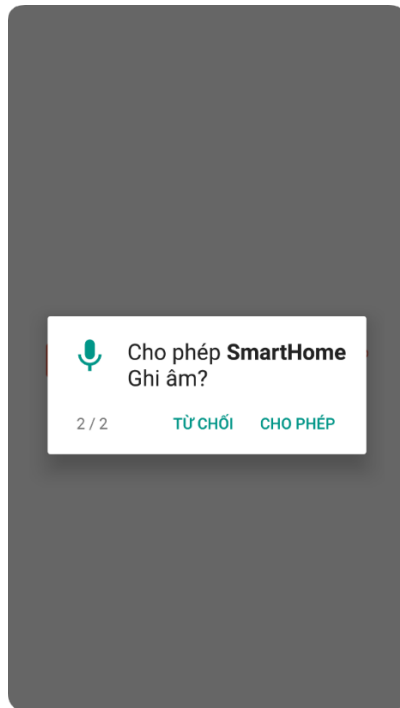 Cho phép SmartHome
Ghi âm?
2 / 2
TỪ CHỐI
CHO PHÉP